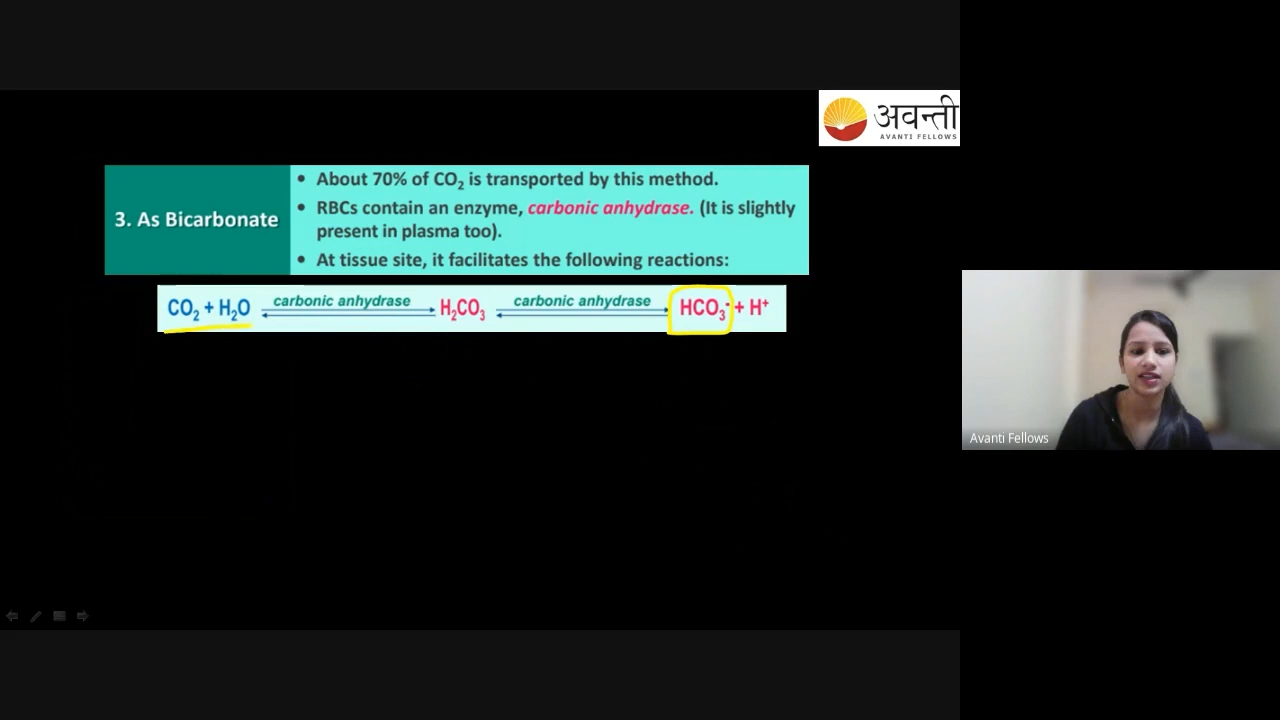 अवन्ती
AVANTI FELLOWS
3. As Bicarbonate
• About 70% of CO₂ is transported by this method.
• RBCs contain an enzyme, carbonic anhydrase. (It is slightly
present in plasma too).
• At tissue site, it facilitates the following reactions:
CO₂ + H₂O carbonic anhydrase H₂CO₃ carbonic anhydrase HCO₃⁻ + H⁺
Avanti Fellows